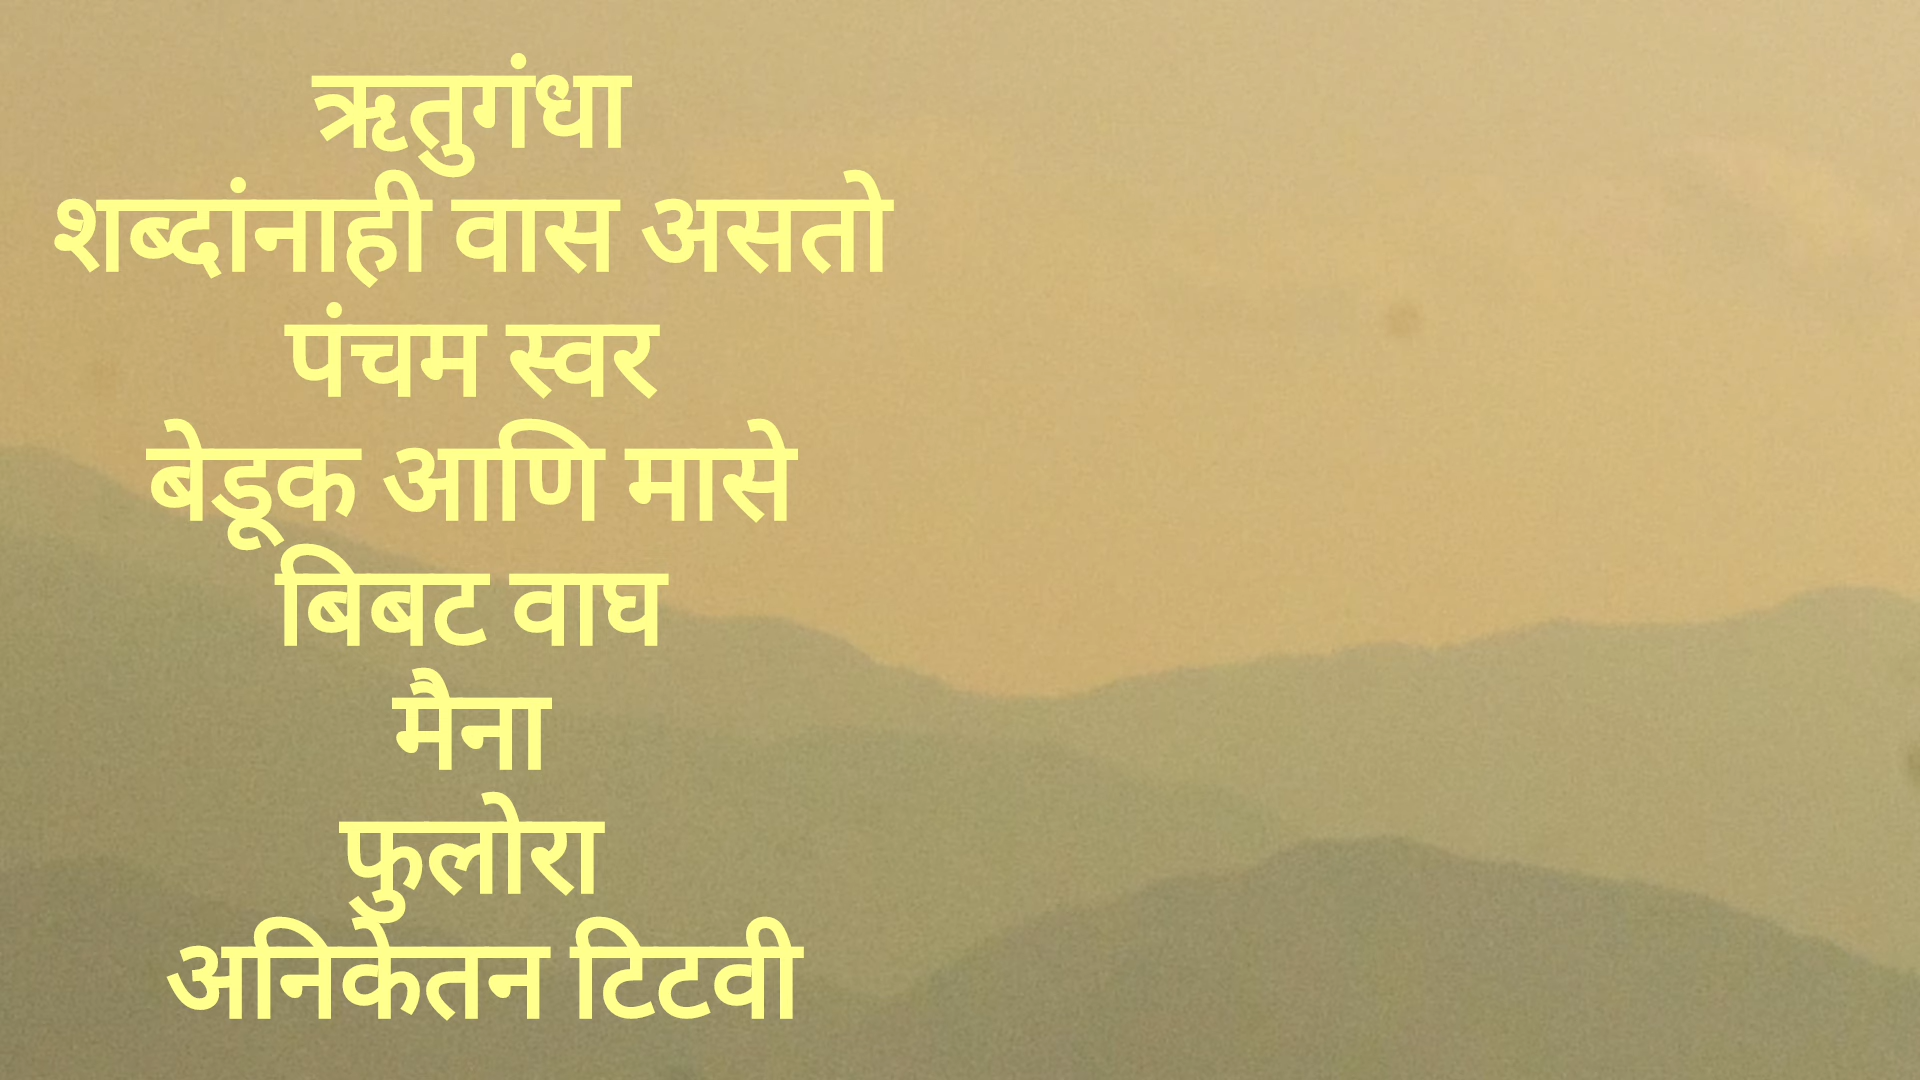 ऋतुगंधा
शब्दांनाही वास असतो
पंचम स्वर
बेडूक आणि मासे
बिबट वाघ
मैना
फुलोरा
अनिकेतन टिटवी